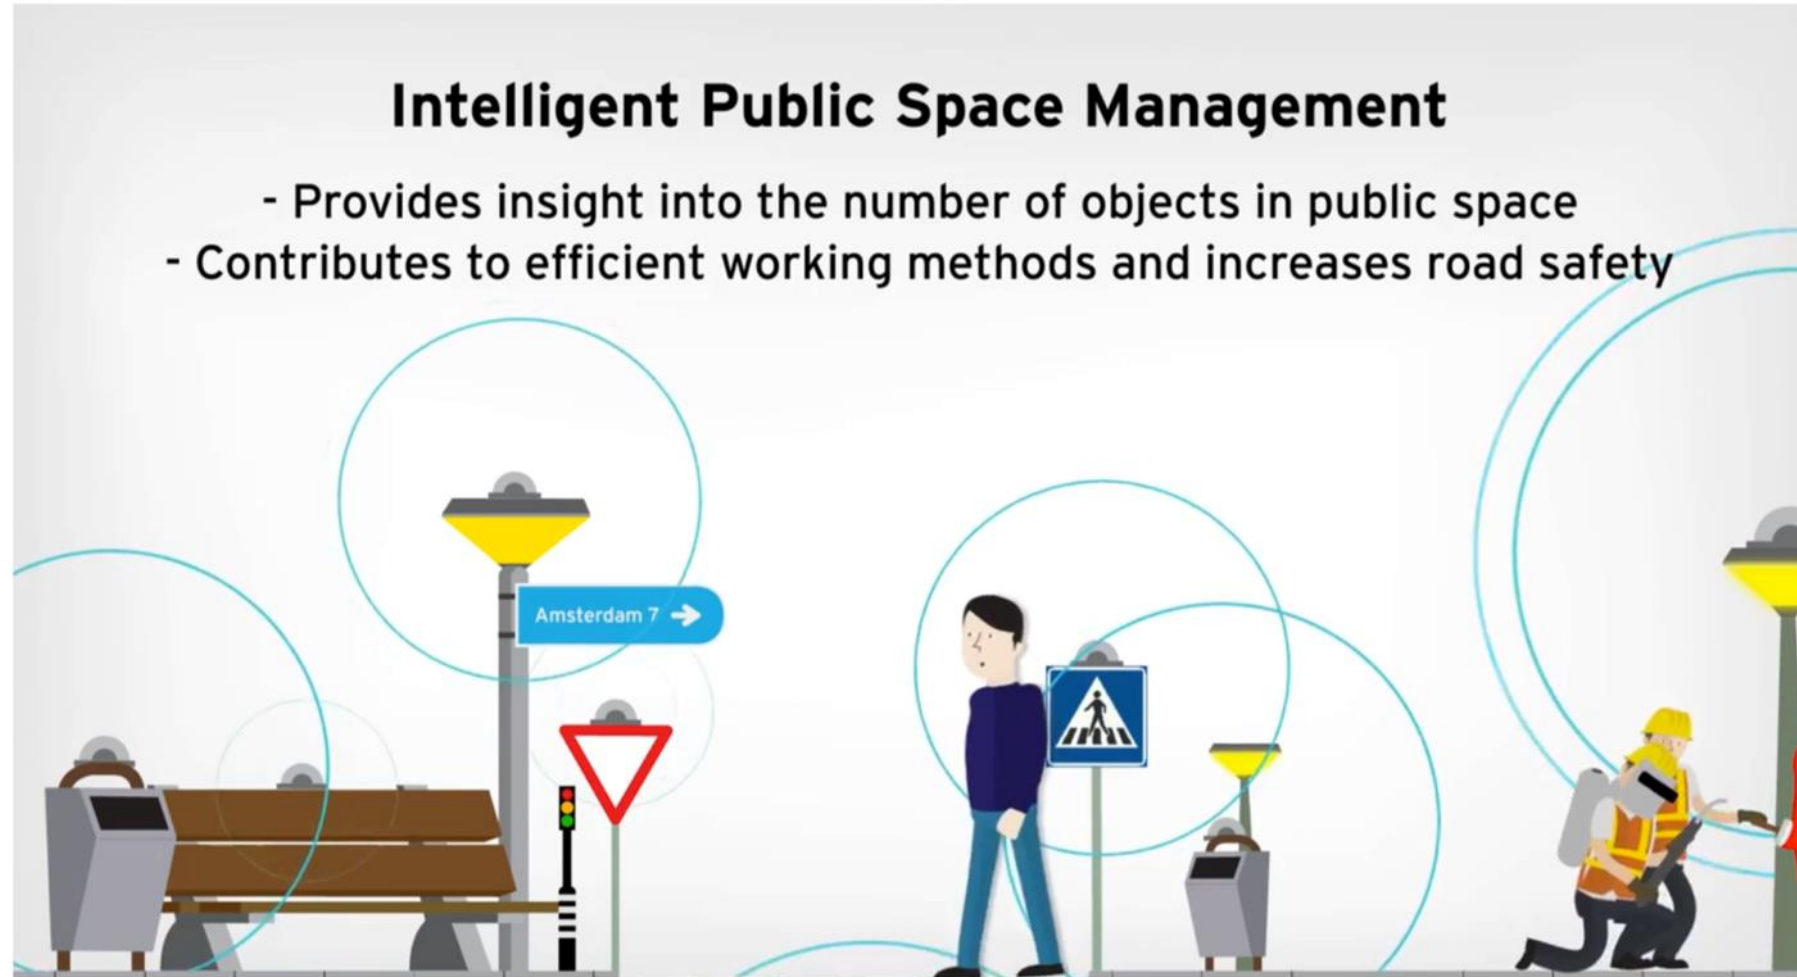 Intelligent Public Space Management
- Provides insight into the number of objects in public space
- Contributes to efficient working methods and increases road safety
Amsterdam 7